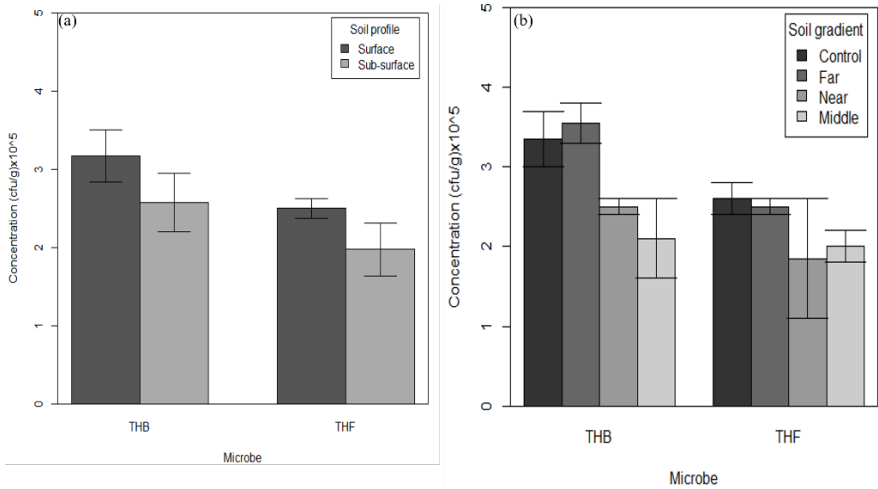 (a)
Soil profile
Surface
Sub-surface
Concentration (cfu/g)x10^5
5
4
3
2
1
0
THB
THF
Microbe
(b)
Soil gradient
Control
Far
Near
Middle
Concentration (cfu/g)x10^5
5
4
3
2
1
0
THB
THF
Microbe